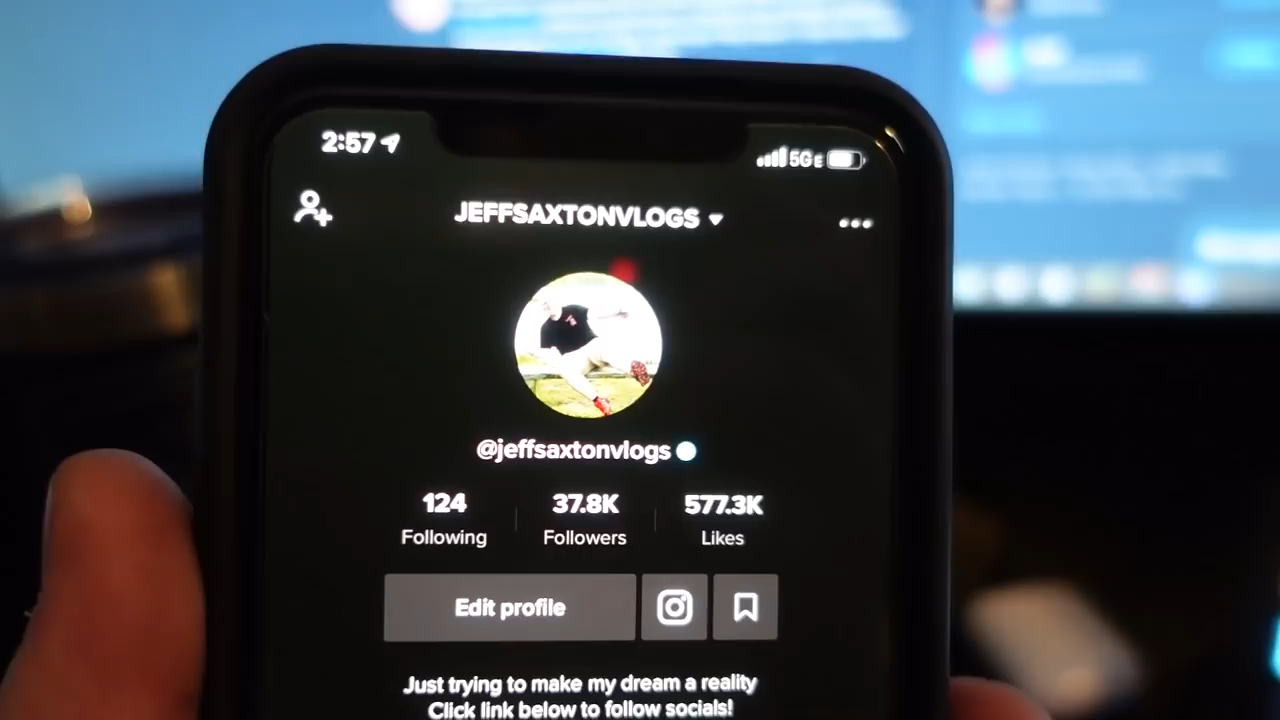 2:57
5GE
JEFFSAXTONVLOGS
@jeffsaxtonvlogs
124
37.8K
577.3K
Following
Followers
Likes
Edit profile
Just trying to make my dream a reality
Click link below to follow socials!